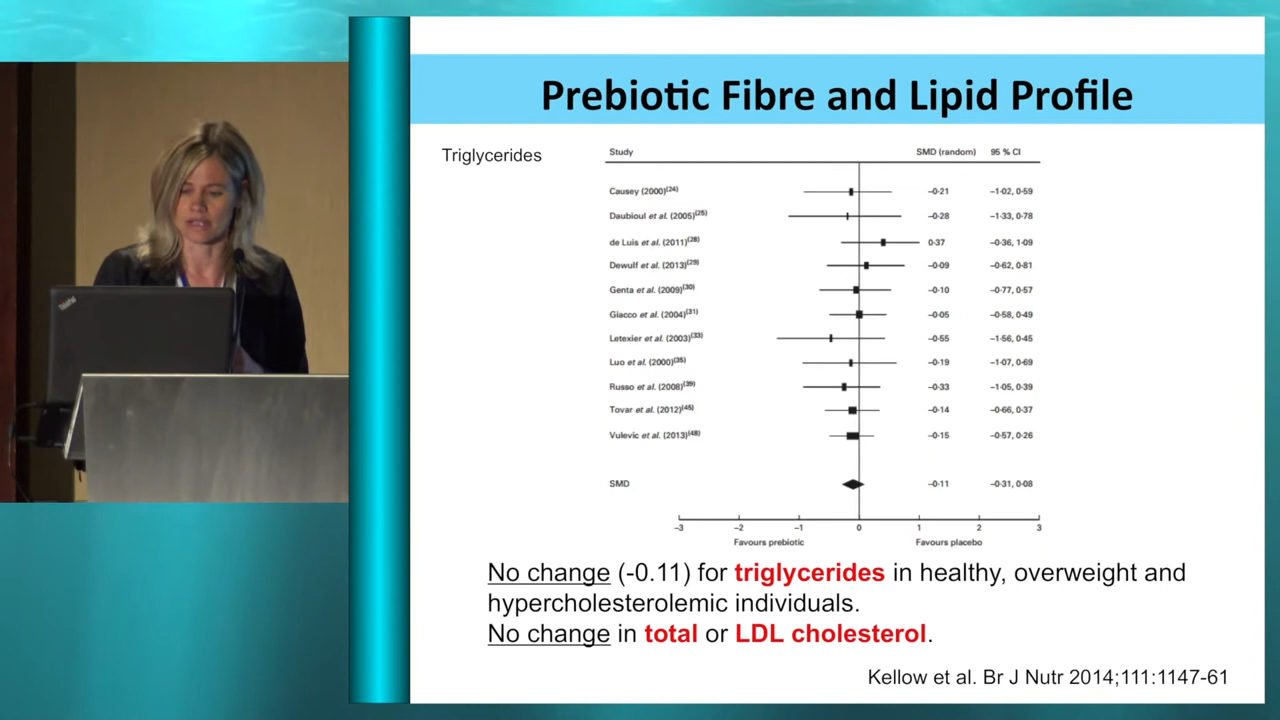 Prebiotic Fibre and Lipid Profile
Triglycerides
Study SMD (random) 95 % CI
Causey (2000)(24) –0·21 –1·02, 0·59
Daubioul et al. (2005)(25) –0·28 –1·33, 0·78
de Luis et al. (2011)(28) 0·37 –0·36, 1·09
Dewulf et al. (2013)(29) –0·09 –0·62, 0·81
Genta et al. (2009)(30) –0·10 –0·77, 0·57
Giacco et al. (2004)(31) –0·05 –0·58, 0·49
Letexier et al. (2003)(33) –0·55 –1·56, 0·45
Luo et al. (2000)(35) –0·19 –1·07, 0·69
Russo et al. (2008)(39) –0·33 –1·05, 0·39
Tovar et al. (2012)(45) –0·14 –0·66, 0·37
Vulevic et al. (2013)(48) –0·15 –0·57, 0·26
SMD –0·11 –0·31, 0·08
–3 –2 –1 0 1 2 3
Favours prebiotic Favours placebo
No change (-0.11) for triglycerides in healthy, overweight and
hypercholesterolemic individuals.
No change in total or LDL cholesterol.
Kellow et al. Br J Nutr 2014;111:1147-61
ThinkPad